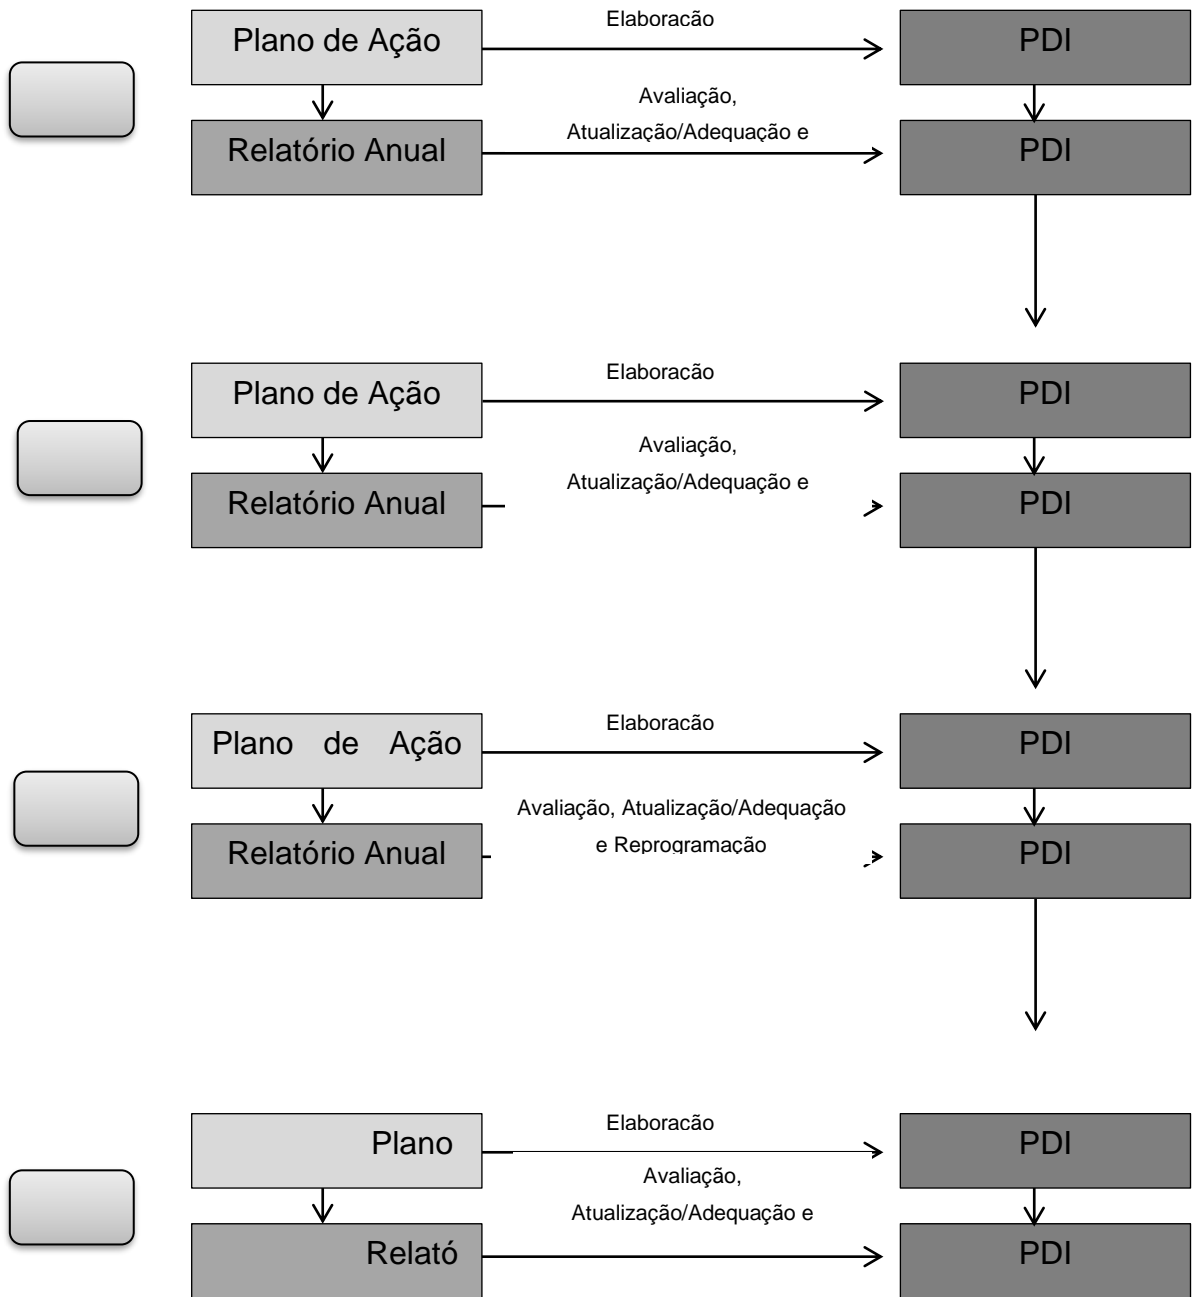 Plano de Ação
Elaboracão
PDI
Avaliação,
Atualização/Adequação e
Relatório Anual
PDI
Plano de Ação
Elaboracão
PDI
Avaliação,
Atualização/Adequação e
Relatório Anual
PDI
Plano de Ação
Elaboracão
PDI
Avaliação, Atualização/Adequação
e Reprogramação
Relatório Anual
PDI
Plano
Elaboracão
PDI
Avaliação,
Atualização/Adequação e
Relató
PDI